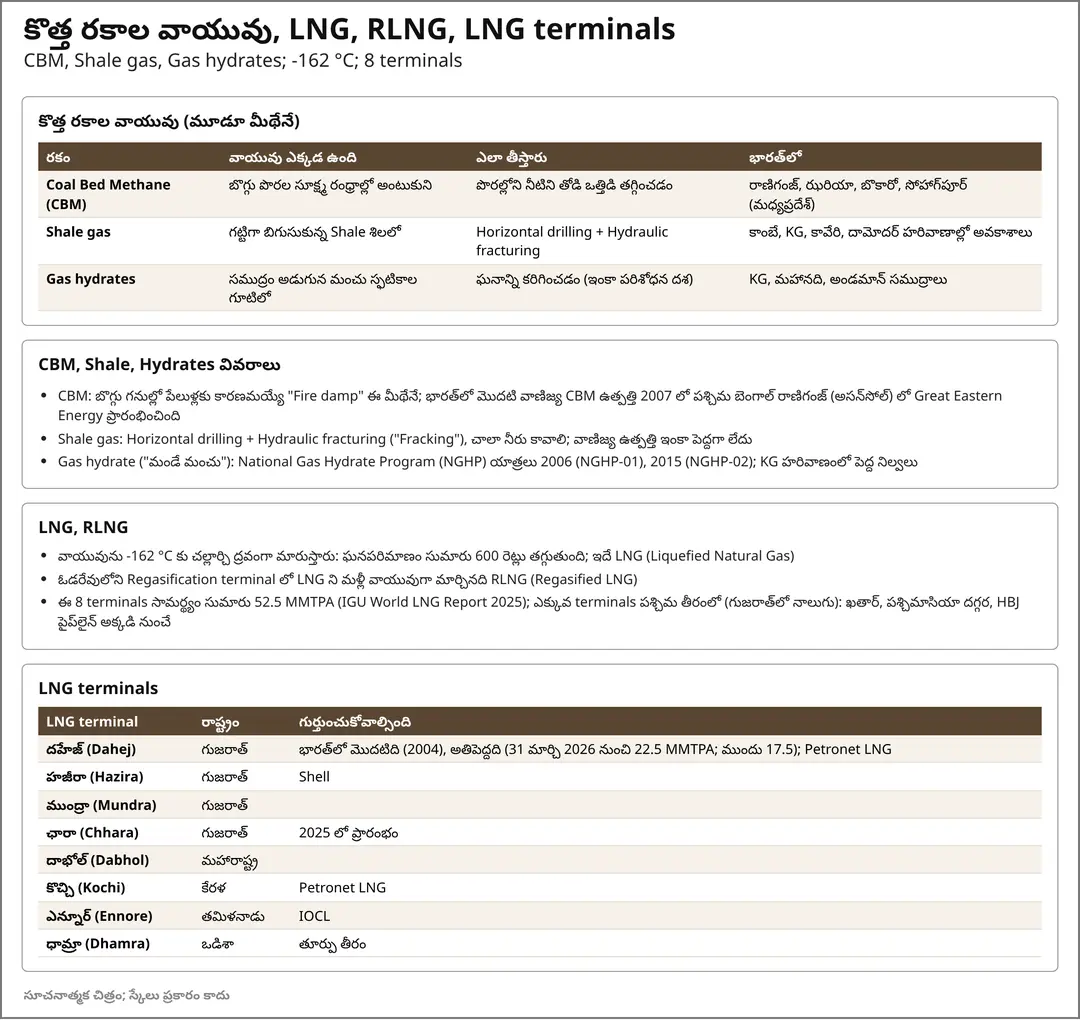 కొత్త రకాల వాయువు, LNG, RLNG, LNG terminals
CBM, Shale gas, Gas hydrates; -162 °C; 8 terminals
కొత్త రకాల వాయువు (మూడూ మీథేనే)
రకం వాయువు ఎక్కడ ఉంది ఎలా తీస్తారు భారత్‌లో
Coal Bed Methane (CBM) బొగ్గు పొరల సూక్ష్మ రంధ్రాల్లో అంటుకుని పొరల్లోని నీటిని తోడి ఒత్తిడి తగ్గించడం రాణిగంజ్, ఝరియా, బొకారో, సోహాగ్‌పూర్ (మధ్యప్రదేశ్)
Shale gas గట్టిగా బిగుసుకున్న Shale శిలలో Horizontal drilling + Hydraulic fracturing కాంబే, KG, కావేరి, దామోదర్ హరివాణాల్లో అవకాశాలు
Gas hydrates సముద్రం అడుగున మంచు స్ఫటికాల గూటిలో ఘనాన్ని కరిగించడం (ఇంకా పరిశోధన దశ) KG, మహానది, అండమాన్ సముద్రాలు
CBM, Shale, Hydrates వివరాలు
• CBM: బొగ్గు గనుల్లో పేలుళ్లకు కారణమయ్యే "Fire damp" ఈ మీథేనే; భారత్‌లో మొదటి వాణిజ్య CBM ఉత్పత్తి 2007 లో పశ్చిమ బెంగాల్ రాణిగంజ్ (అసన్‌సోల్) లో Great Eastern
Energy ప్రారంభించింది
• Shale gas: Horizontal drilling + Hydraulic fracturing ("Fracking"), చాలా నీరు కావాలి; వాణిజ్య ఉత్పత్తి ఇంకా పెద్దగా లేదు
• Gas hydrate ("మండే మంచు"): National Gas Hydrate Program (NGHP) యాత్రలు 2006 (NGHP-01), 2015 (NGHP-02); KG హరివాణంలో పెద్ద నిల్వలు
LNG, RLNG
• వాయువును -162 °C కు చల్లార్చి ద్రవంగా మారుస్తారు: ఘనపరిమాణం సుమారు 600 రెట్లు తగ్గుతుంది; ఇదే LNG (Liquefied Natural Gas)
• ఓడరేవులోని Regasification terminal లో LNG ని మళ్లీ వాయువుగా మార్చినది RLNG (Regasified LNG)
• ఈ 8 terminals సామర్థ్యం సుమారు 52.5 MMTPA (IGU World LNG Report 2025); ఎక్కువ terminals పశ్చిమ తీరంలో (గుజరాత్‌లో నాలుగు): ఖతార్, పశ్చిమాసియా దగ్గర, HBJ
పైప్‌లైన్ అక్కడి నుంచే
LNG terminals
LNG terminal రాష్ట్రం గుర్తుంచుకోవాల్సింది
దహేజ్ (Dahej) గుజరాత్ భారత్‌లో మొదటిది (2004), అతిపెద్దది (31 మార్చి 2026 నుంచి 22.5 MMTPA; ముందు 17.5); Petronet LNG
హజీరా (Hazira) గుజరాత్ Shell
ముంద్రా (Mundra) గుజరాత్
ఛారా (Chhara) గుజరాత్ 2025 లో ప్రారంభం
దాభోల్ (Dabhol) మహారాష్ట్ర
కొచ్చి (Kochi) కేరళ Petronet LNG
ఎన్నూర్ (Ennore) తమిళనాడు IOCL
ధామ్రా (Dhamra) ఒడిశా తూర్పు తీరం
సూచనాత్మక చిత్రం; స్కేలు ప్రకారం కాదు